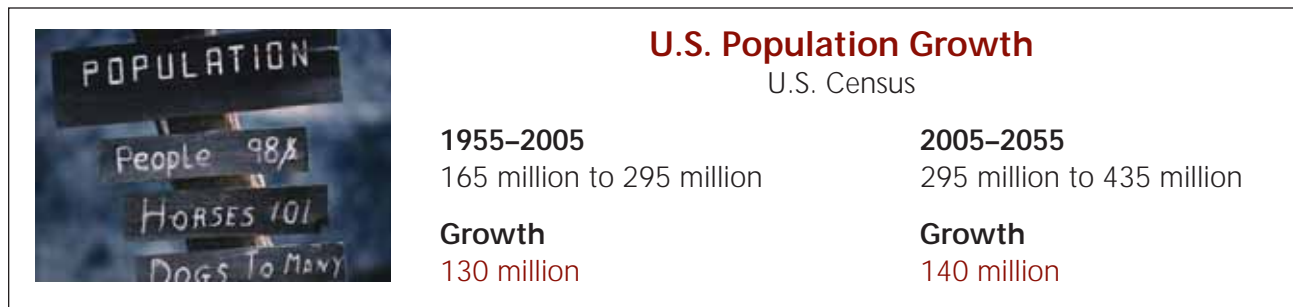 POPULATION
People 98
HORSES 101
DOGS TO MANY
U.S. Population Growth
U.S. Census
1955–2005
165 million to 295 million
Growth
130 million
2005–2055
295 million to 435 million
Growth
140 million